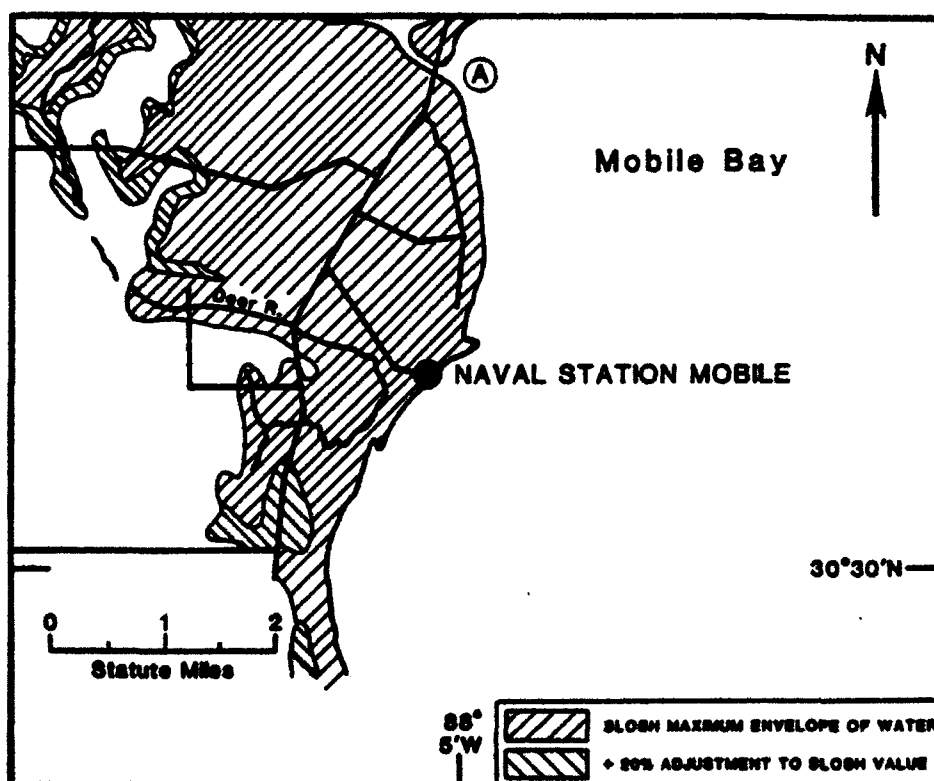 A
N
Mobile Bay
Deer R.
NAVAL STATION MOBILE
30°30'N
0 1 2
Statute Miles
88°
5'W
SLOSH MAXIMUM ENVELOPE OF WATER
+ 20% ADJUSTMENT TO SLOSH VALUE